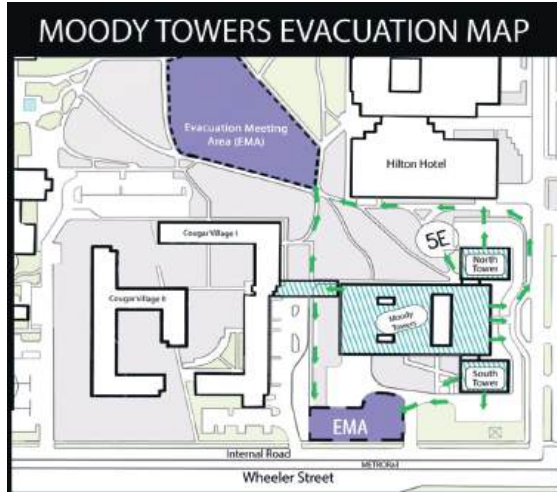 MOODY TOWERS EVACUATION MAP
Evacuation Meeting
Area (EMA)
Hilton Hotel
5E
Cougar Village I
North
Tower
Cougar Village II
Moody
Towers
South
Tower
EMA
Internal Road
METRORail
Wheeler Street